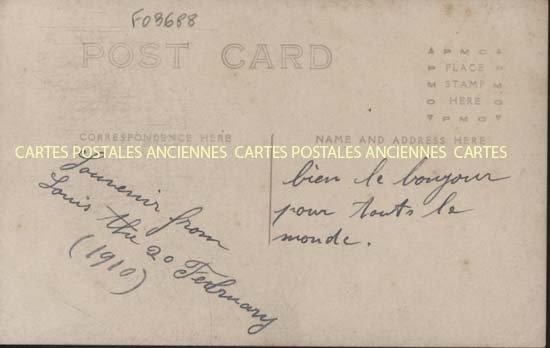 F03688
POST CARD
A P M C A
P PLACE M
M STAMP M
O HERE O
▼ P M C ▼
CORRESPONDENCE HERE
NAME AND ADDRESS HERE
CARTES POSTALES ANCIENNES CARTES POSTALES ANCIENNES CARTES
Souvenir from
Louis the 20 February
(1910)
bien le bonjour
pour touts le
monde.